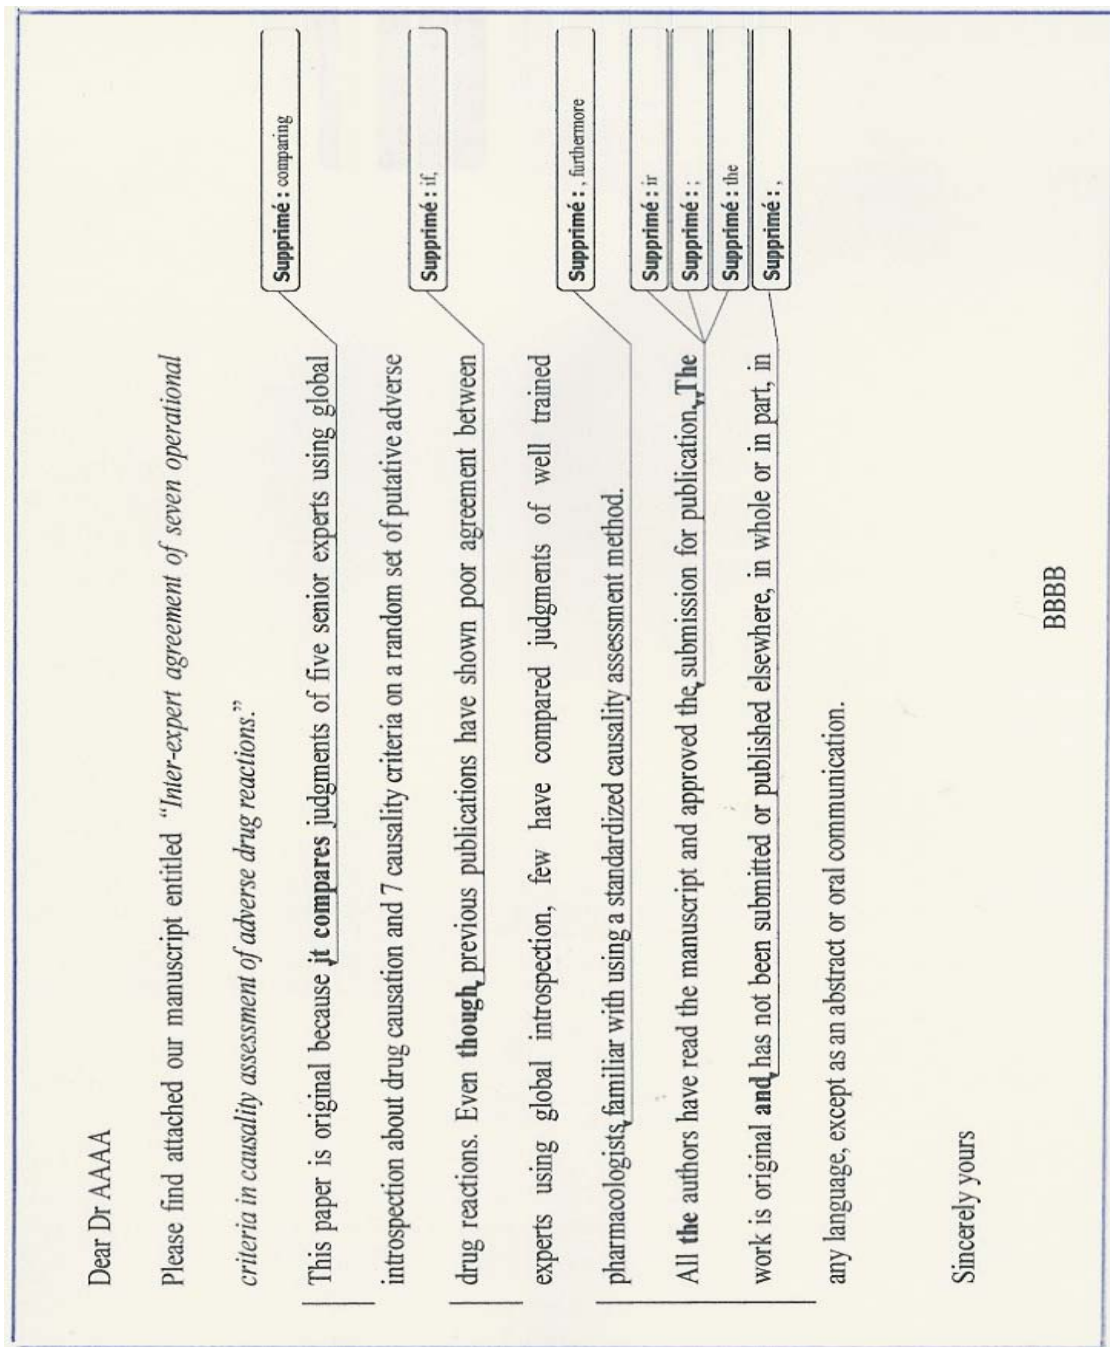 Dear Dr AAAA
Please find attached our manuscript entitled “Inter-expert agreement of seven operational
criteria in causality assessment of adverse drug reactions.”
This paper is original because it compares judgments of five senior experts using global
Supprimé : comparing
introspection about drug causation and 7 causality criteria on a random set of putative adverse
drug reactions. Even though, previous publications have shown poor agreement between
Supprimé : if,
experts using global introspection, few have compared judgments of well trained
pharmacologists, familiar with using a standardized causality assessment method.
Supprimé : , furthermore
All the authors have read the manuscript and approved the submission for publication. The
Supprimé : ir
Supprimé : ;
Supprimé : the
work is original and has not been submitted or published elsewhere, in whole or in part, in
Supprimé : ,
any language, except as an abstract or oral communication.
Sincerely yours
BBBB